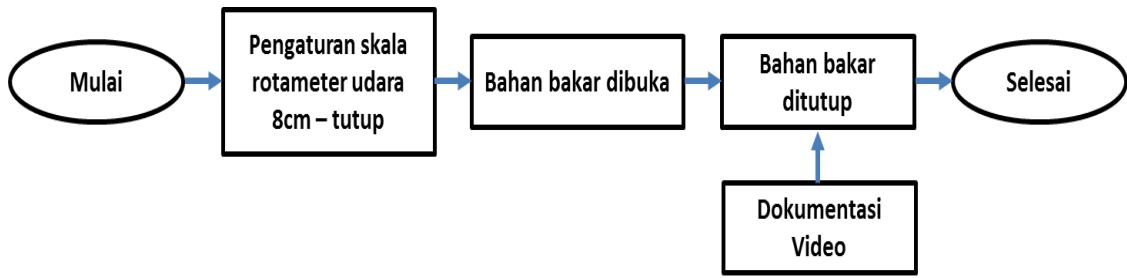 Mulai
Pengaturan skala
rotameter udara
8cm – tutup
Bahan bakar dibuka
Bahan bakar
ditutup
Selesai
Dokumentasi
Video